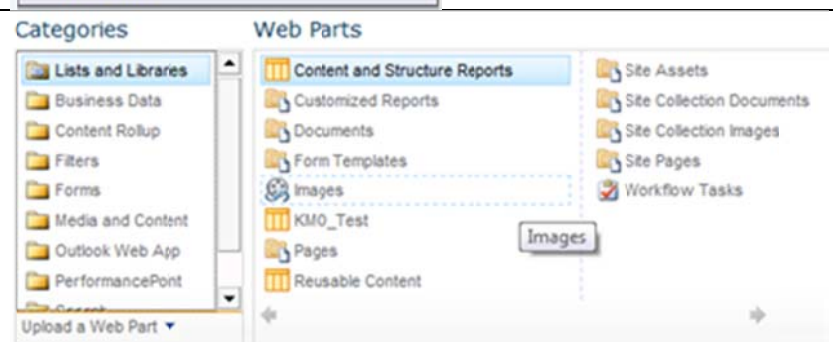 Categories
Lists and Libraries
Business Data
Content Rollup
Filters
Forms
Media and Content
Outlook Web App
PerformancePont
Upload a Web Part
Web Parts
Content and Structure Reports
Customized Reports
Documents
Form Templates
Images
KM0_Test
Pages
Reusable Content
Site Assets
Site Collection Documents
Site Collection Images
Site Pages
Workflow Tasks
Images